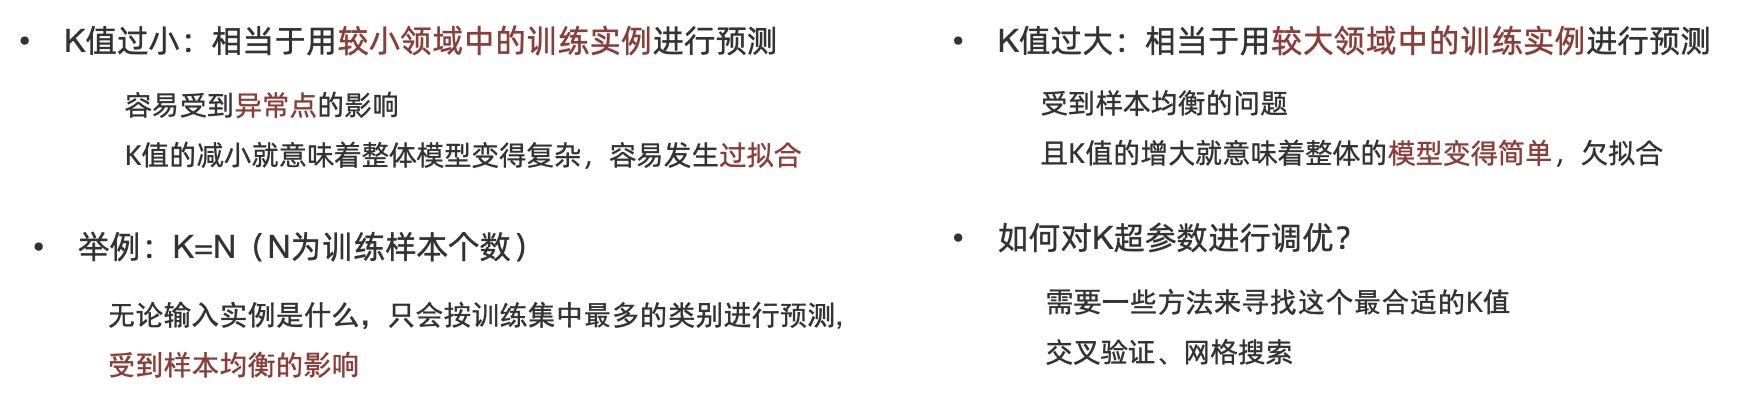 • K值过小：相当于用较小领域中的训练实例进行预测
容易受到异常点的影响
K值的减小就意味着整体模型变得复杂，容易发生过拟合
• 举例：K=N（N为训练样本个数）
无论输入实例是什么，只会按训练集中最多的类别进行预测，
受到样本均衡的影响
• K值过大：相当于用较大领域中的训练实例进行预测
受到样本均衡的问题
且K值的增大就意味着整体的模型变得简单，欠拟合
• 如何对K超参数进行调优？
需要一些方法来寻找这个最合适的K值
交叉验证、网格搜索